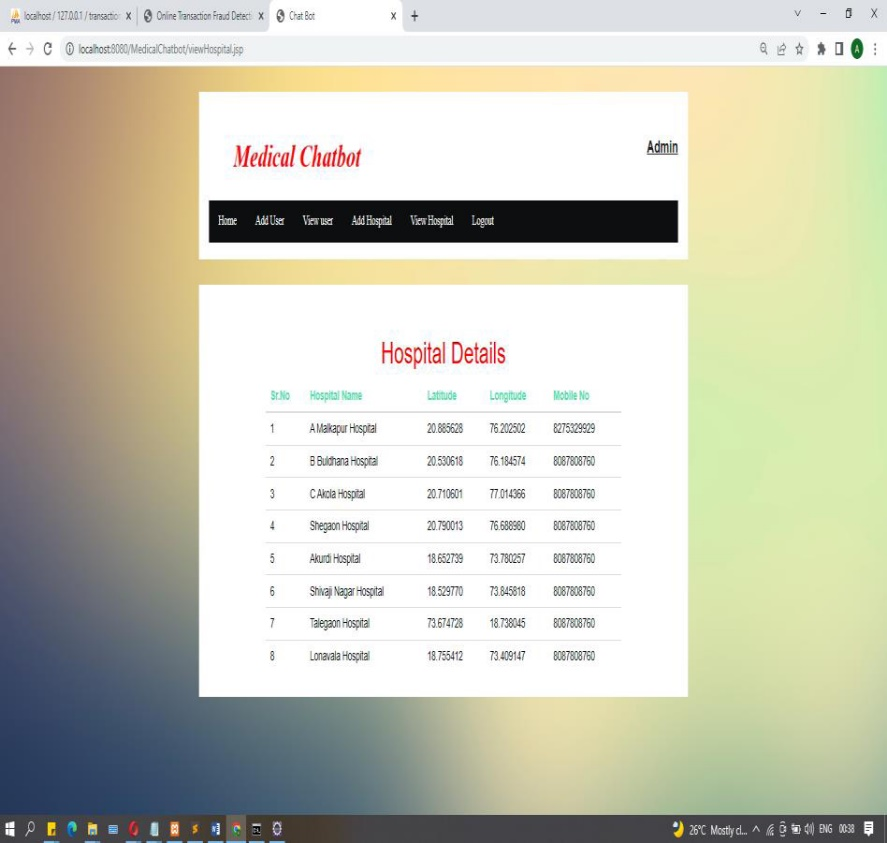 localhost / 127.0.0.1 / transaction X Online Transaction Fraud Detecti X Chat Bot X +
localhost:8080/MedicalChatbot/viewHospital.jsp A
Medical Chatbot
Admin
Home Add User View user Add Hospital View Hospital Logout
Hospital Details
Sr.No Hospital Name Latitude Longitude Mobile No
1 A Malkapur Hospital 20.885628 76.202502 8275329929
2 B Buldhana Hospital 20.530618 76.184574 8087808760
3 C Akola Hospital 20.710601 77.014366 8087808760
4 Shegaon Hospital 20.790013 76.688980 8087808760
5 Akurdi Hospital 18.652739 73.780257 8087808760
6 Shivaji Nagar Hospital 18.529770 73.845818 8087808760
7 Talegaon Hospital 73.674728 18.738045 8087808760
8 Lonavala Hospital 18.755412 73.409147 8087808760
26°C Mostly cl... ENG 00:38